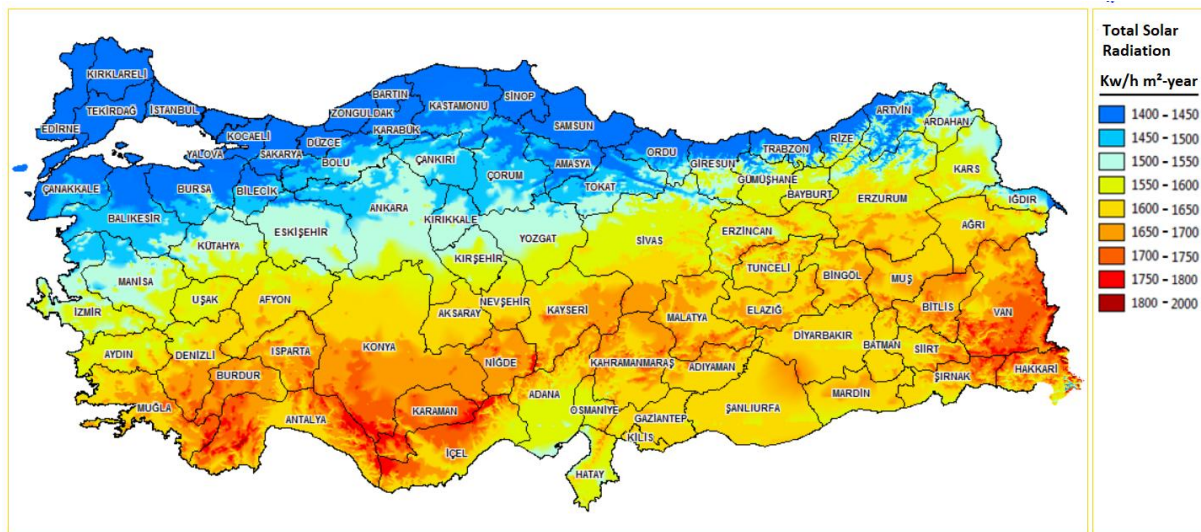 Total Solar
Radiation
Kw/h m²-year
1400 - 1450
1450 - 1500
1500 - 1550
1550 - 1600
1600 - 1650
1650 - 1700
1700 - 1750
1750 - 1800
1800 - 2000
KIRKLARELİ
TEKİRDAĞ
İSTANBUL
EDİRNE
KOCAELİ
YALOVA
SAKARYA
DÜZCE
ZONGULDAK
BARTIN
KARABÜK
KASTAMONU
SİNOP
BOLU
ÇANKIRI
SAMSUN
AMASYA
ÇORUM
TOKAT
ORDU
GİRESUN
TRABZON
RİZE
ARTVİN
ARDAHAN
GÜMÜŞHANE
BAYBURT
KARS
IĞDIR
ERZURUM
AĞRI
ÇANAKKALE
BURSA
BİLECİK
BALIKESİR
KÜTAHYA
ESKİŞEHİR
ANKARA
KIRIKKALE
YOZGAT
KIRŞEHİR
SİVAS
ERZİNCAN
TUNCELİ
BİNGÖL
MUŞ
BİTLİS
VAN
MANİSA
İZMİR
UŞAK
AFYON
NEVŞEHİR
AKSARAY
KAYSERİ
MALATYA
ELAZIĞ
DİYARBAKIR
BATMAN
SİİRT
AYDIN
DENİZLİ
ISPARTA
BURDUR
KONYA
NİĞDE
KAHRAMANMARAŞ
ADIYAMAN
ŞIRNAK
HAKKARİ
MUĞLA
ANTALYA
KARAMAN
İÇEL
ADANA
OSMANİYE
GAZİANTEP
KİLİS
ŞANLIURFA
MARDİN
HATAY